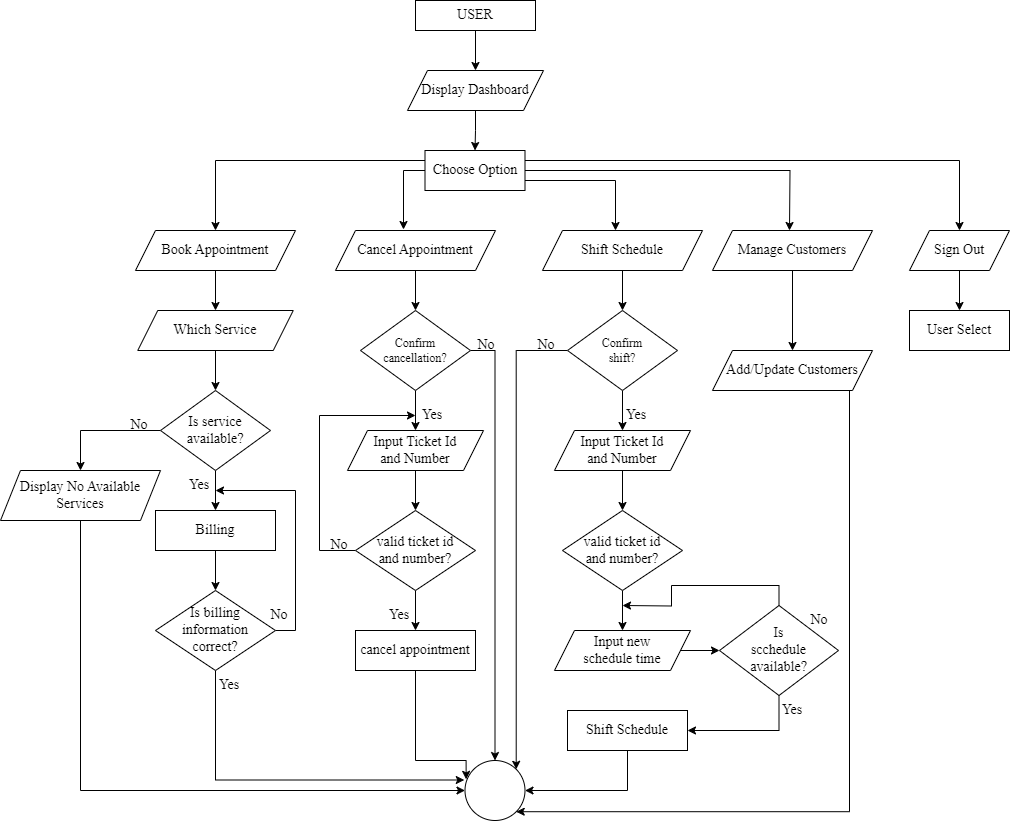 USER
Display Dashboard
Choose Option
Book Appointment
Cancel Appointment
Shift Schedule
Manage Customers
Sign Out
Which Service
User Select
Confirm
cancellation?
No
No
Confirm
shift?
Add/Update Customers
Is service
available?
No
Yes
Yes
Input Ticket Id
and Number
Input Ticket Id
and Number
Display No Available
Services
Yes
Billing
No
valid ticket id
and number?
valid ticket id
and number?
Is billing
information
correct?
No
Yes
cancel appointment
Input new
schedule time
Is
scchedule
available?
No
Yes
Yes
Shift Schedule